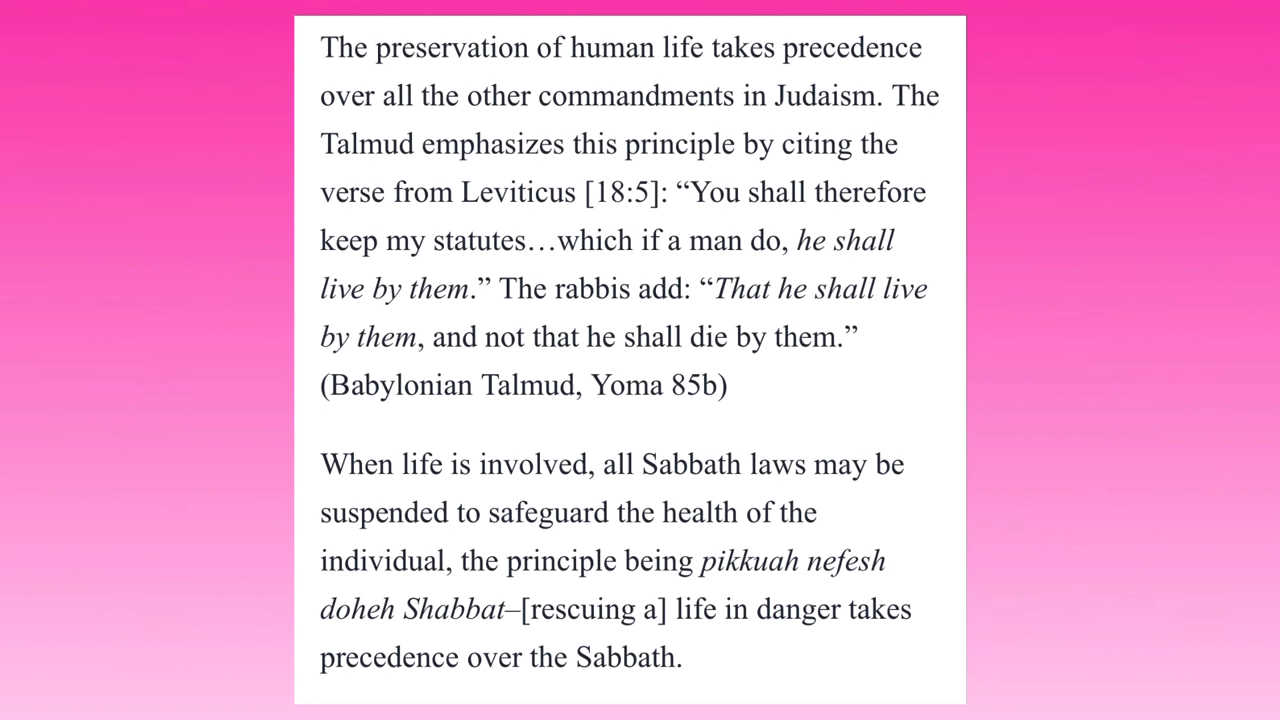 The preservation of human life takes precedence
over all the other commandments in Judaism. The
Talmud emphasizes this principle by citing the
verse from Leviticus [18:5]: “You shall therefore
keep my statutes…which if a man do, he shall
live by them.” The rabbis add: “That he shall live
by them, and not that he shall die by them.”
(Babylonian Talmud, Yoma 85b)
When life is involved, all Sabbath laws may be
suspended to safeguard the health of the
individual, the principle being pikkuah nefesh
doheh Shabbat–[rescuing a] life in danger takes
precedence over the Sabbath.